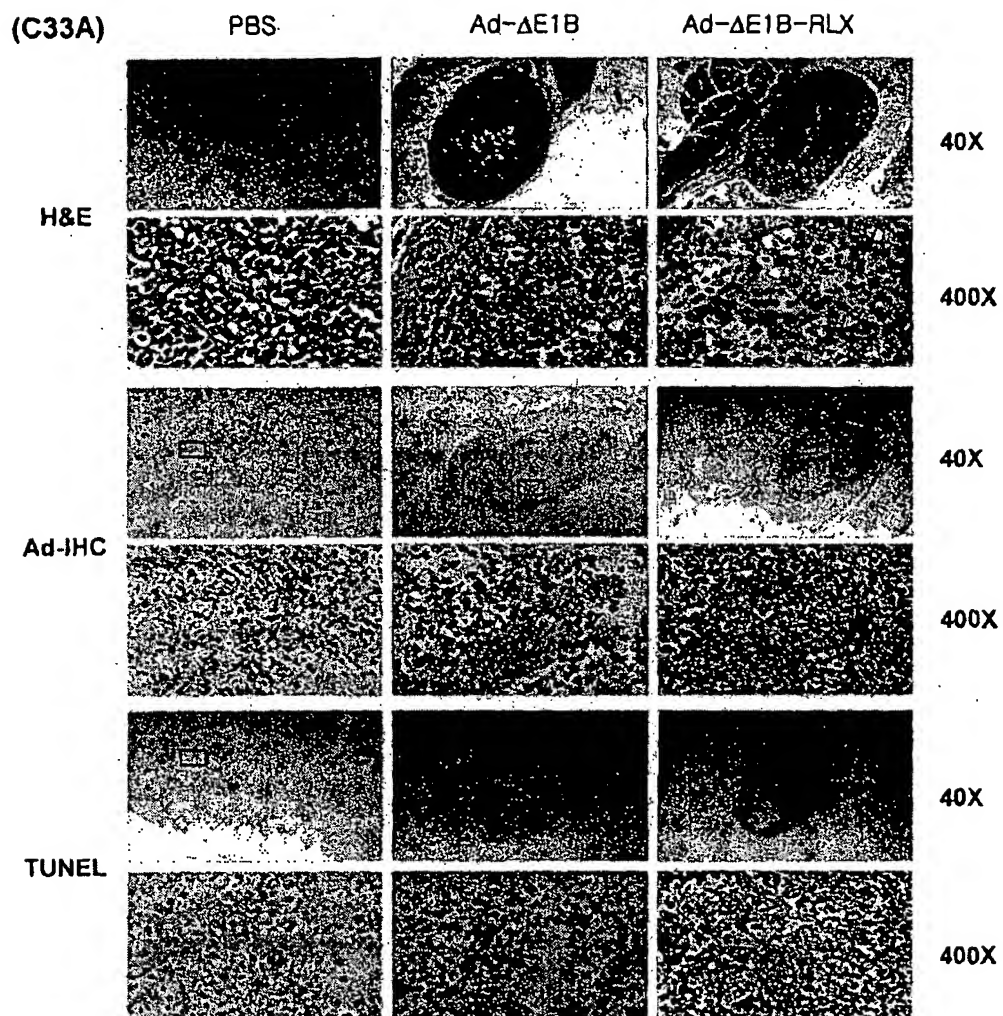 (C33A) PBS Ad-ΔE1B Ad-ΔE1B-RLX
40X
H&E
400X
40X
Ad-IHC
400X
40X
TUNEL
400X